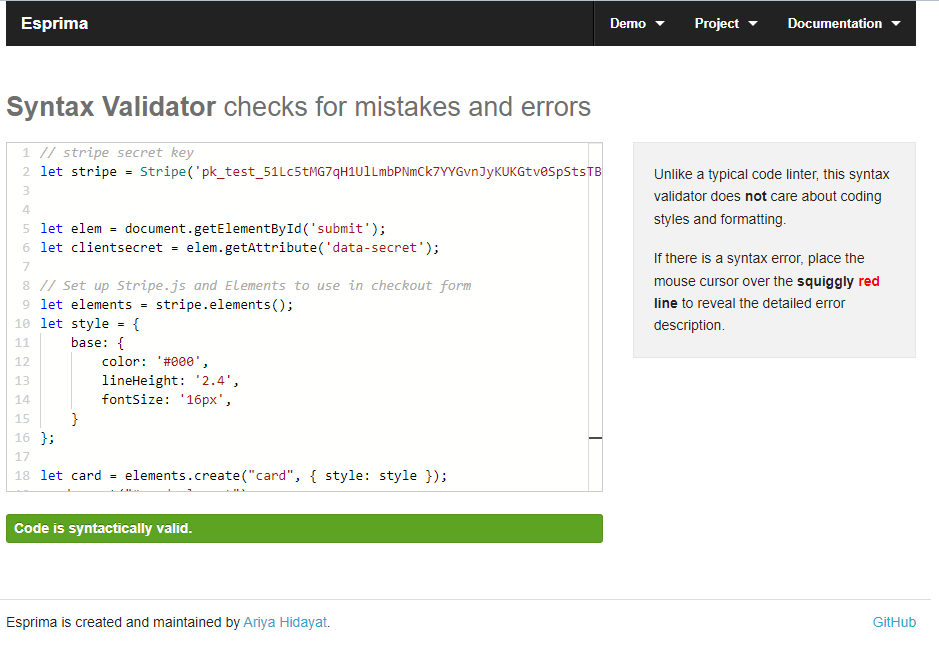 Esprima Demo Project Documentation
Syntax Validator checks for mistakes and errors
1 // stripe secret key
2 let stripe = Stripe('pk_test_51Lc5tMG7qH1UlLmbPNmCk7YYGvnJyKUKGtv0SpStsTB
3
4
5 let elem = document.getElementById('submit');
6 let clientsecret = elem.getAttribute('data-secret');
7
8 // Set up Stripe.js and Elements to use in checkout form
9 let elements = stripe.elements();
10 let style = {
11 base: {
12 color: '#000',
13 lineHeight: '2.4',
14 fontSize: '16px',
15 }
16 };
17
18 let card = elements.create("card", { style: style });
Unlike a typical code linter, this syntax
validator does not care about coding
styles and formatting.
If there is a syntax error, place the
mouse cursor over the squiggly red
line to reveal the detailed error
description.
Code is syntactically valid.
Esprima is created and maintained by Ariya Hidayat.
GitHub